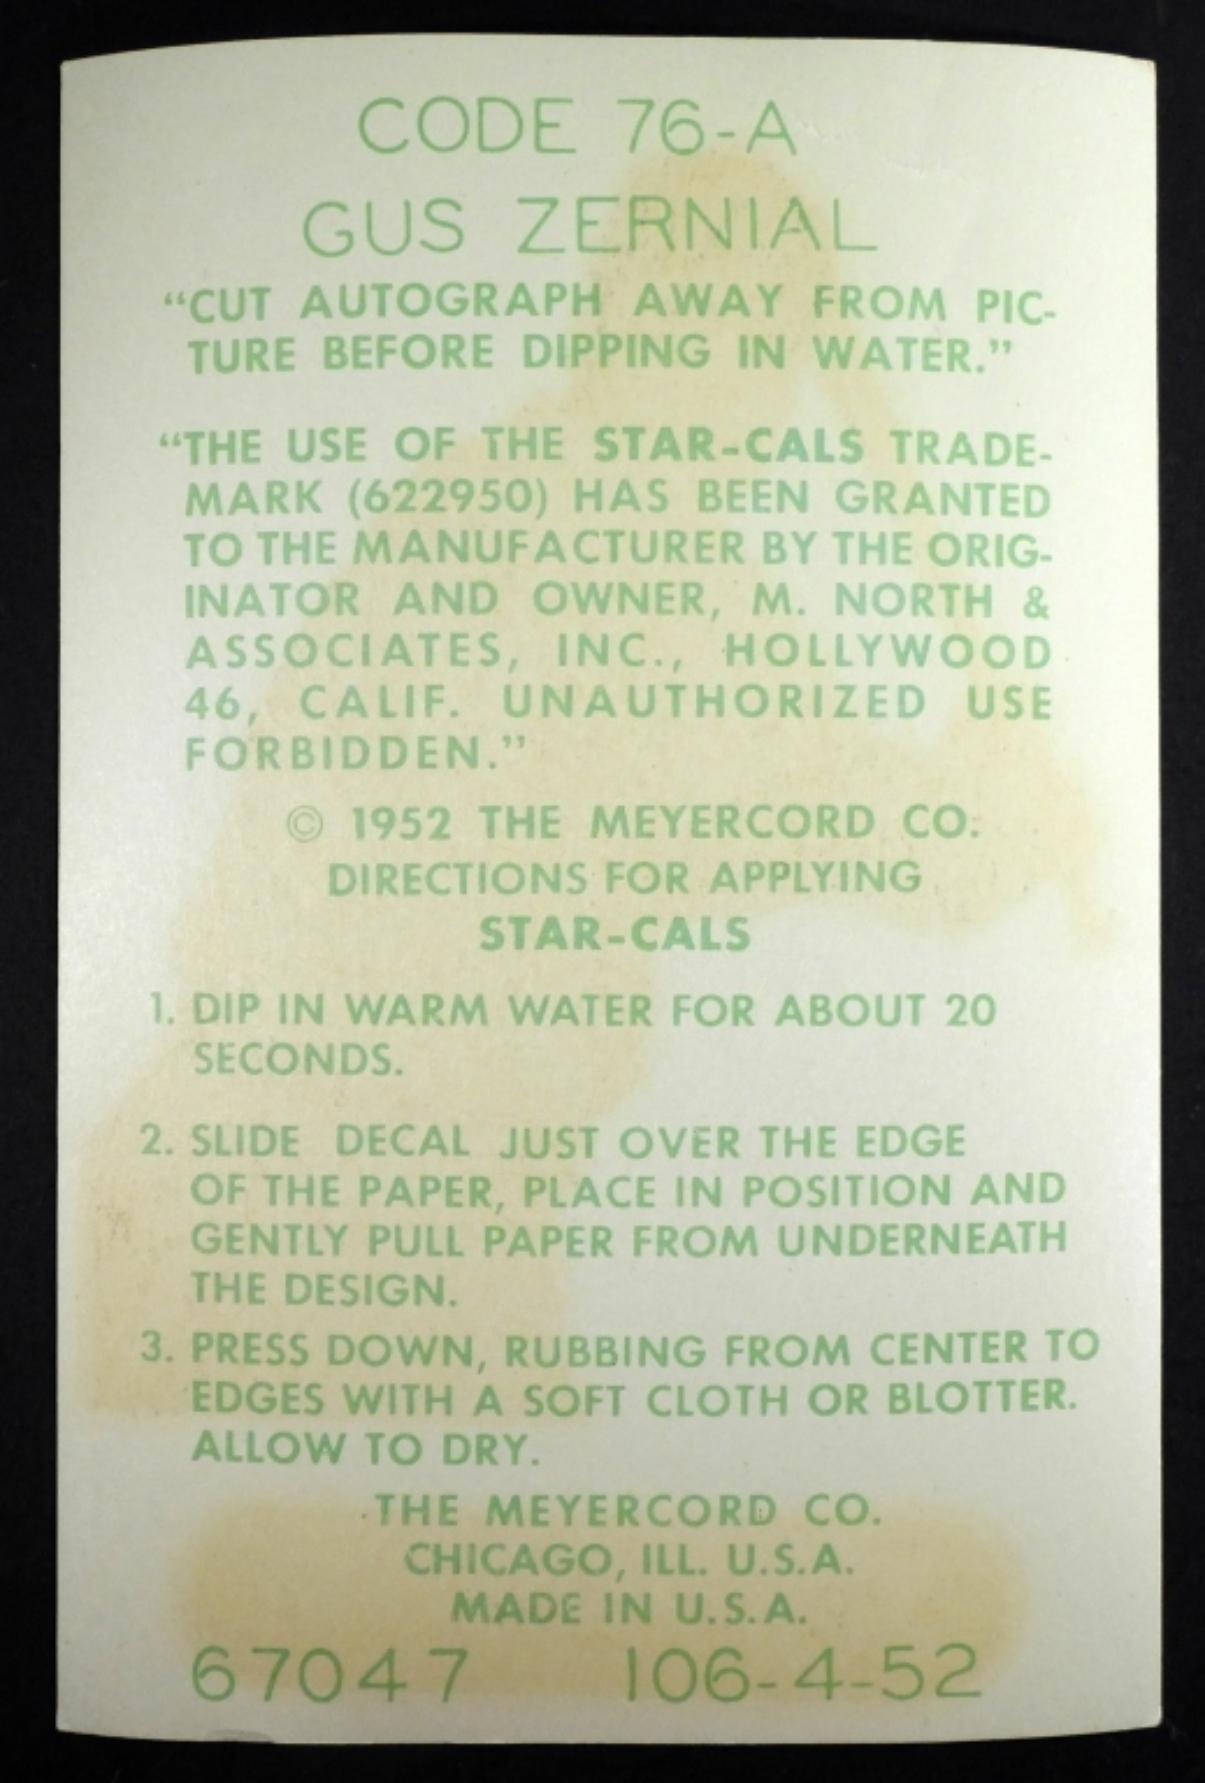 CODE 76-A
GUS ZERNIAL
“CUT AUTOGRAPH AWAY FROM PIC-
TURE BEFORE DIPPING IN WATER.”
“THE USE OF THE STAR-CALS TRADE-
MARK (622950) HAS BEEN GRANTED
TO THE MANUFACTURER BY THE ORIG-
INATOR AND OWNER, M. NORTH &
ASSOCIATES, INC., HOLLYWOOD
46, CALIF. UNAUTHORIZED USE
FORBIDDEN.”
© 1952 THE MEYERCORD CO.
DIRECTIONS FOR APPLYING
STAR-CALS
1. DIP IN WARM WATER FOR ABOUT 20
SECONDS.
2. SLIDE DECAL JUST OVER THE EDGE
OF THE PAPER, PLACE IN POSITION AND
GENTLY PULL PAPER FROM UNDERNEATH
THE DESIGN.
3. PRESS DOWN, RUBBING FROM CENTER TO
EDGES WITH A SOFT CLOTH OR BLOTTER.
ALLOW TO DRY.
THE MEYERCORD CO.
CHICAGO, ILL. U.S.A.
MADE IN U.S.A.
67047 106-4-52